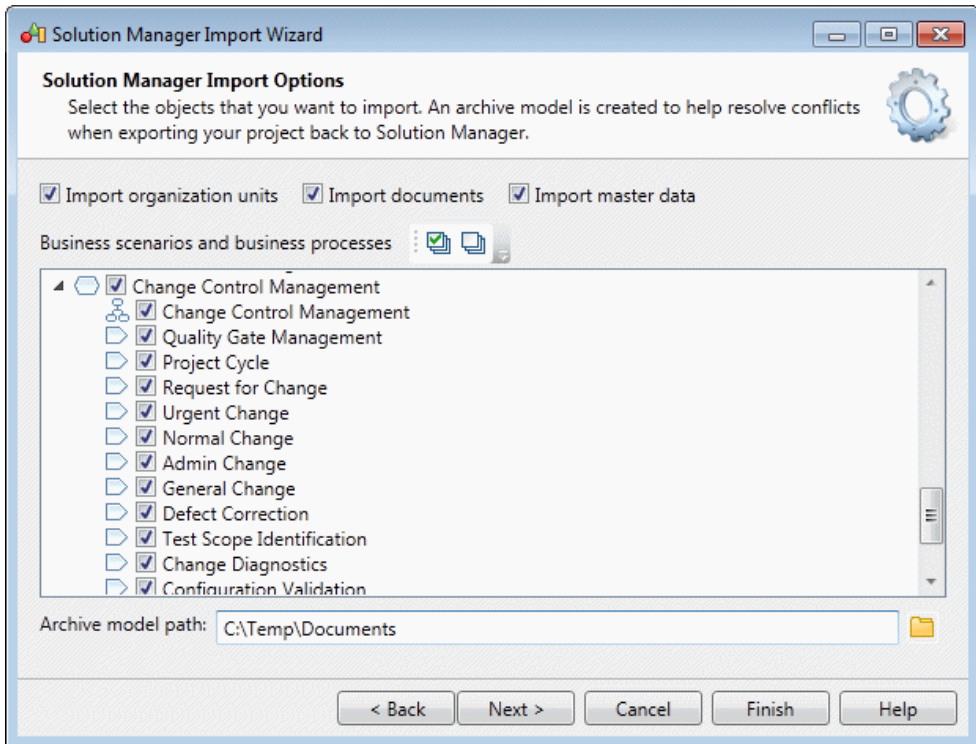 Solution Manager Import Wizard
Solution Manager Import Options
Select the objects that you want to import. An archive model is created to help resolve conflicts
when exporting your project back to Solution Manager.
Import organization units Import documents Import master data
Business scenarios and business processes
Change Control Management
Change Control Management
Quality Gate Management
Project Cycle
Request for Change
Urgent Change
Normal Change
Admin Change
General Change
Defect Correction
Test Scope Identification
Change Diagnostics
Configuration Validation
Archive model path: C:\Temp\Documents
< Back Next > Cancel Finish Help